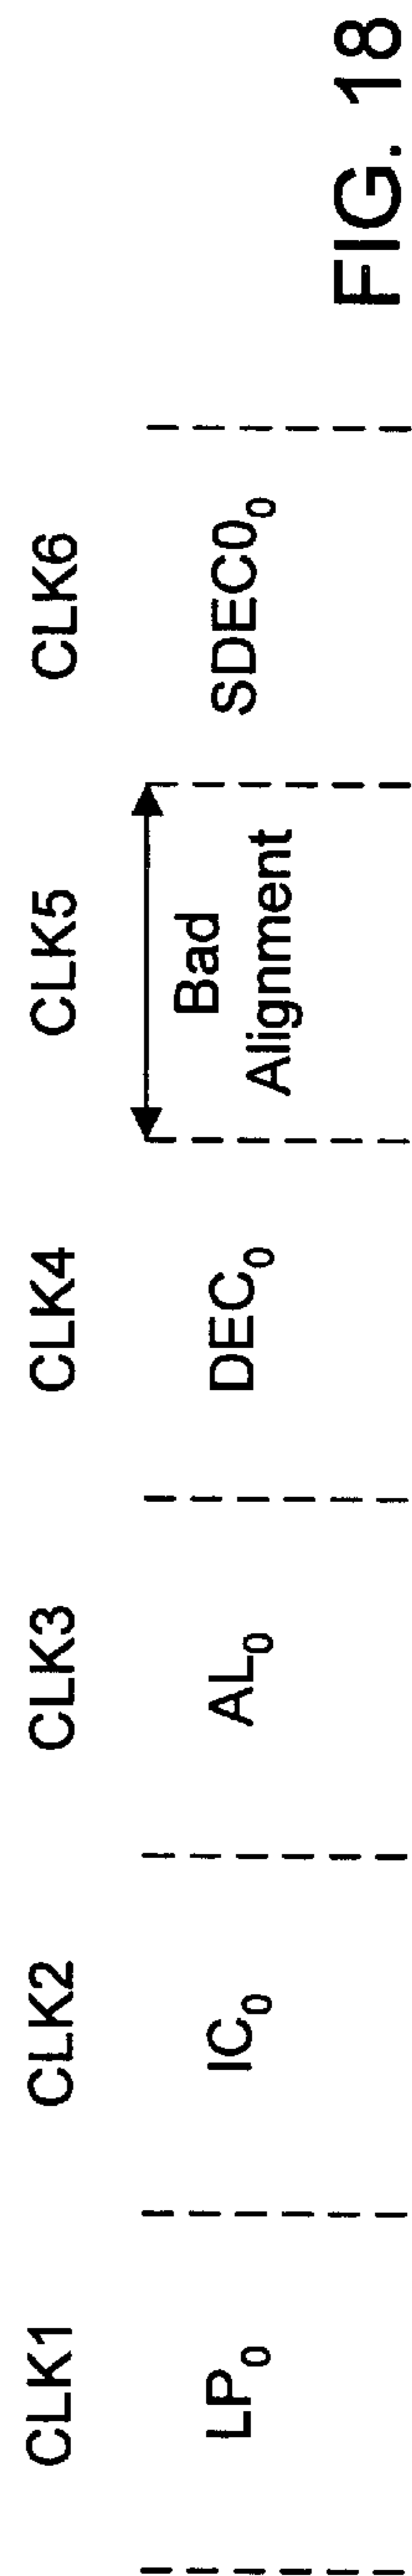 CLK1 CLK2 CLK3 CLK4 CLK5 CLK6
LP₀ IC₀ AL₀ DEC₀ Bad Alignment SDEC0₀
FIG. 18